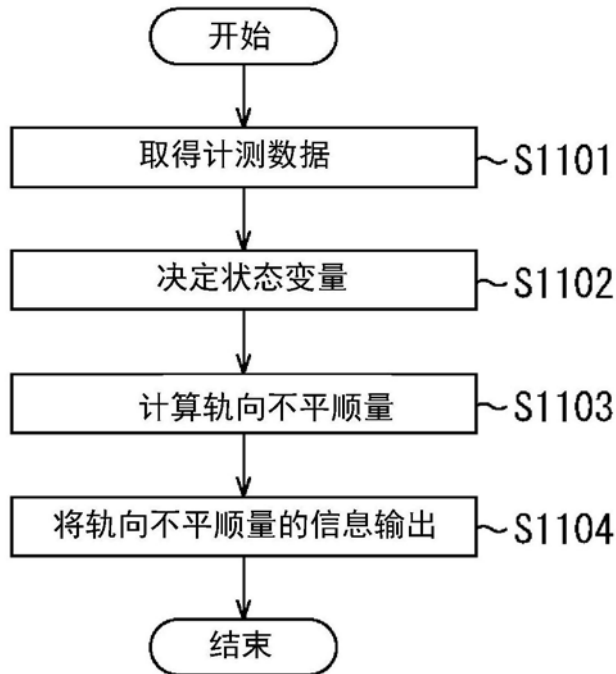 开始
取得计测数据 ～S1101
决定状态变量 ～S1102
计算轨向不平顺量 ～S1103
将轨向不平顺量的信息输出 ～S1104
结束